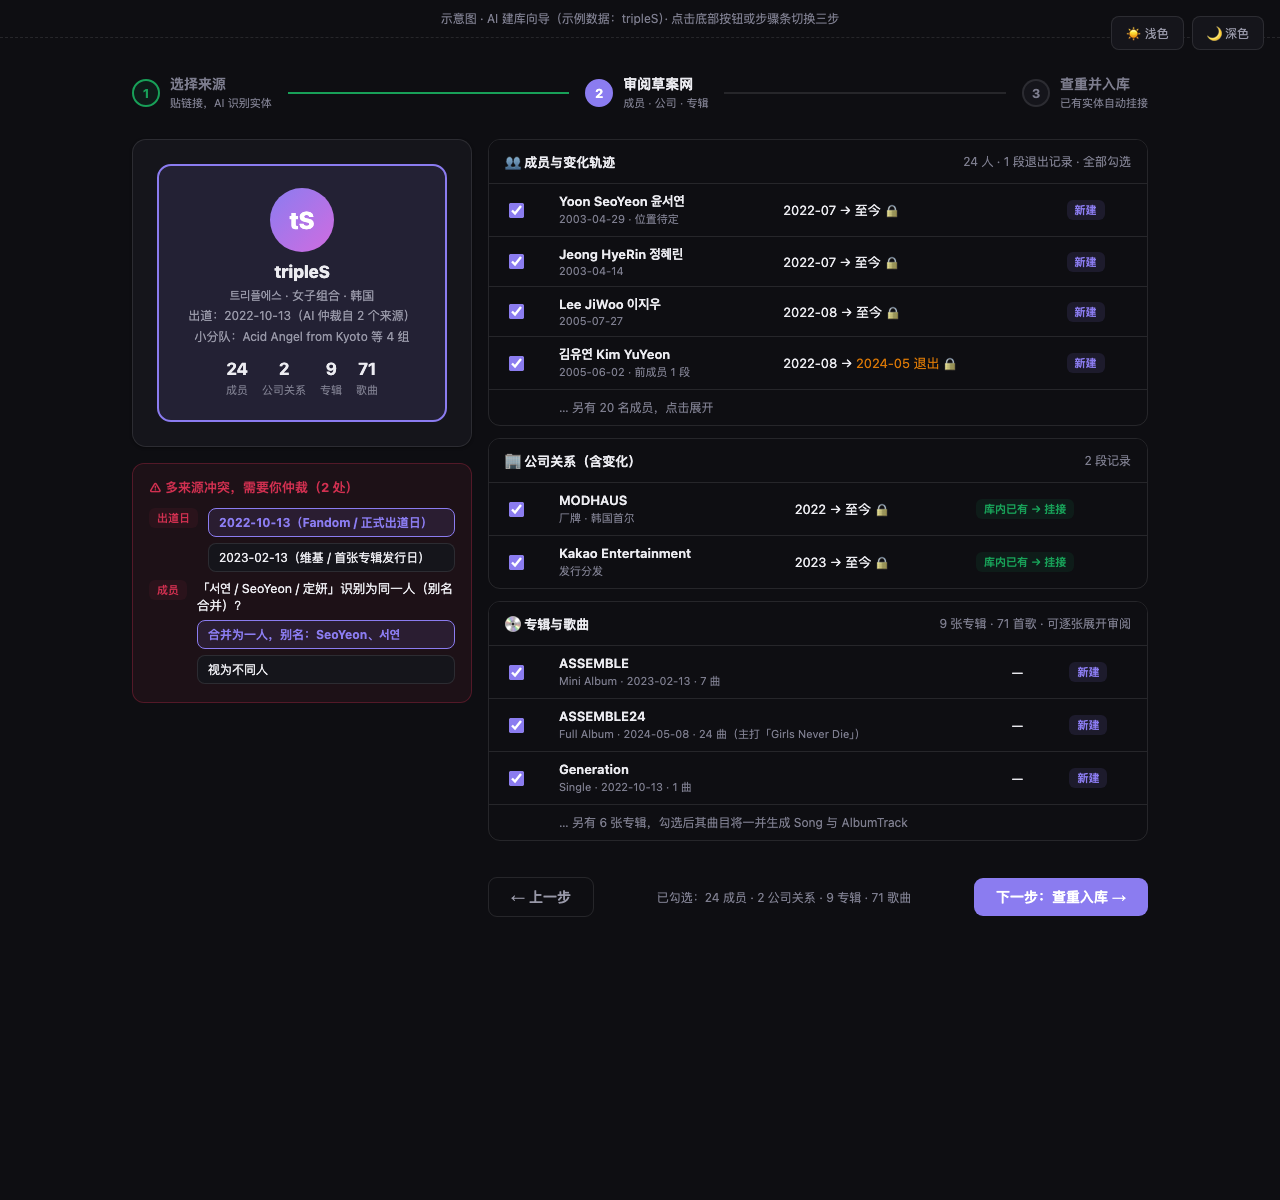 示意图 · AI 建库向导（示例数据：tripleS）· 点击底部按钮或步骤条切换三步
☀️ 浅色
🌙 深色
1
选择来源
贴链接，AI 识别实体
2
审阅草案网
成员 · 公司 · 专辑
3
查重并入库
已有实体自动挂接
tS
tripleS
트리플에스 · 女子组合 · 韩国
出道：2022-10-13（AI 仲裁自 2 个来源）
小分队：Acid Angel from Kyoto 等 4 组
24 2 9 71
成员 公司关系 专辑 歌曲
⚠ 多来源冲突，需要你仲裁（2 处）
出道日
2022-10-13（Fandom / 正式出道日）
2023-02-13（维基 / 首张专辑发行日）
成员
「서연 / SeoYeon / 定妍」识别为同一人（别名
合并）?
合并为一人，别名：SeoYeon、서연
视为不同人
👥 成员与变化轨迹
24 人 · 1 段退出记录 · 全部勾选
Yoon SeoYeon 윤서연
2003-04-29 · 位置待定
2022-07 → 至今 🔒
新建
Jeong HyeRin 정혜린
2003-04-14
2022-07 → 至今 🔒
新建
Lee JiWoo 이지우
2005-07-27
2022-08 → 至今 🔒
新建
김유연 Kim YuYeon
2005-06-02 · 前成员 1 段
2022-08 → 2024-05 退出 🔒
新建
… 另有 20 名成员，点击展开
🏢 公司关系（含变化）
2 段记录
MODHAUS
厂牌 · 韩国首尔
2022 → 至今 🔒
库内已有 → 挂接
Kakao Entertainment
发行分发
2023 → 至今 🔒
库内已有 → 挂接
💿 专辑与歌曲
9 张专辑 · 71 首歌 · 可逐张展开审阅
ASSEMBLE
Mini Album · 2023-02-13 · 7 曲
—
新建
ASSEMBLE24
Full Album · 2024-05-08 · 24 曲（主打「Girls Never Die」）
—
新建
Generation
Single · 2022-10-13 · 1 曲
—
新建
… 另有 6 张专辑，勾选后其曲目将一并生成 Song 与 AlbumTrack
← 上一步
已勾选：24 成员 · 2 公司关系 · 9 专辑 · 71 歌曲
下一步：查重入库 →